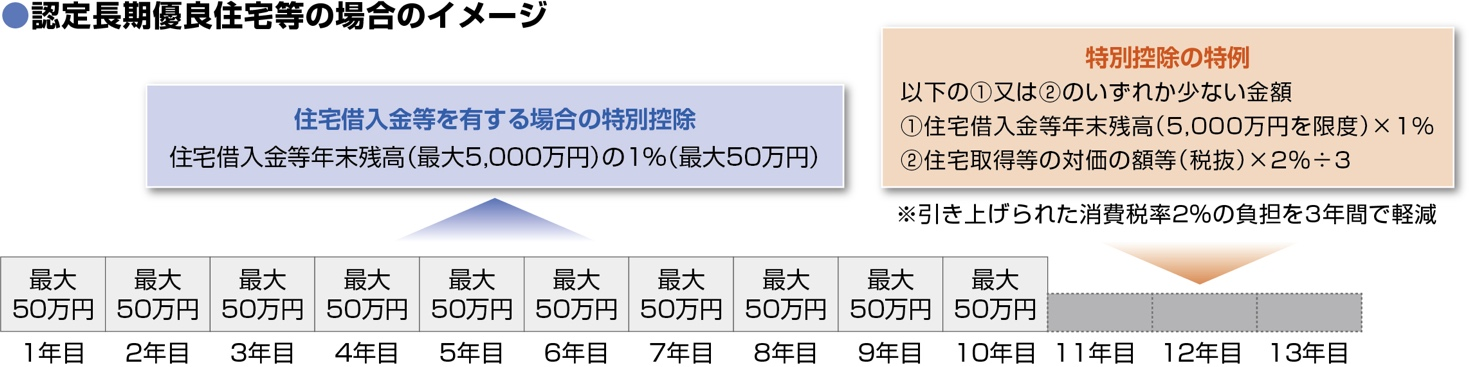 ●認定長期優良住宅等の場合のイメージ
住宅借入金等を有する場合の特別控除
住宅借入金等年末残高(最大5,000万円)の1%(最大50万円)
特別控除の特例
以下の①又は②のいずれか少ない金額
①住宅借入金等年末残高(5,000万円を限度)×1%
②住宅取得等の対価の額等(税抜)×2%÷3
※引き上げられた消費税率2%の負担を3年間で軽減
最大 最大 最大 最大 最大 最大 最大 最大 最大 最大
50万円 50万円 50万円 50万円 50万円 50万円 50万円 50万円 50万円 50万円
1年目 2年目 3年目 4年目 5年目 6年目 7年目 8年目 9年目 10年目 11年目 12年目 13年目